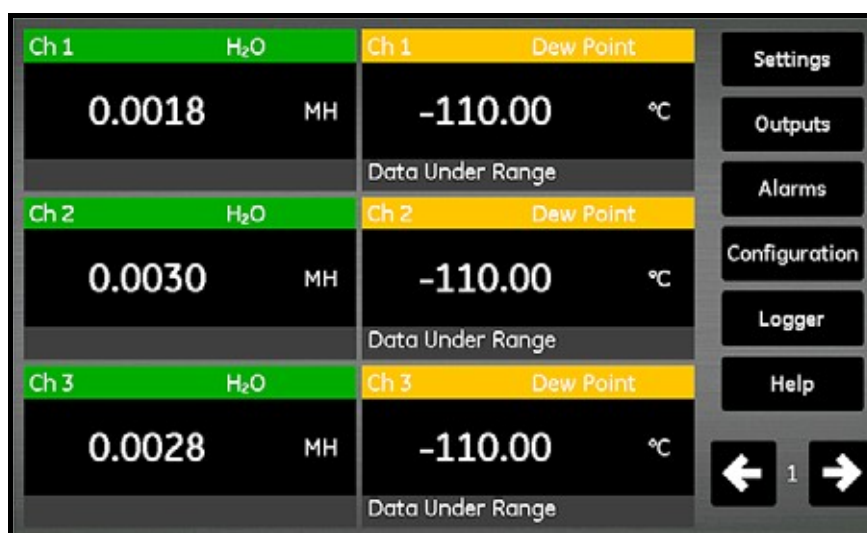 Ch 1 H₂O
0.0018 MH
Ch 1 Dew Point
-110.00 °C
Data Under Range
Ch 2 H₂O
0.0030 MH
Ch 2 Dew Point
-110.00 °C
Data Under Range
Ch 3 H₂O
0.0028 MH
Ch 3 Dew Point
-110.00 °C
Data Under Range
Settings
Outputs
Alarms
Configuration
Logger
Help
1